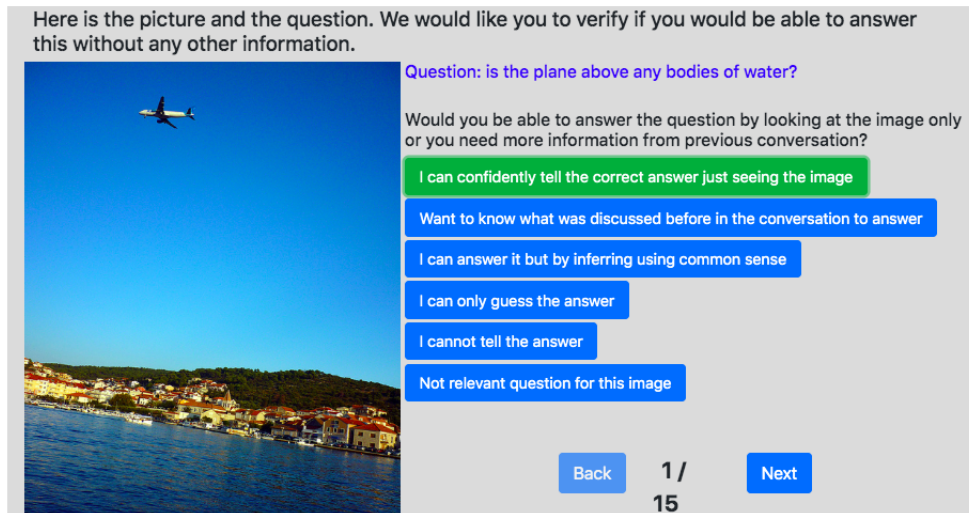 Here is the picture and the question. We would like you to verify if you would be able to answer
this without any other information.
Question: is the plane above any bodies of water?
Would you be able to answer the question by looking at the image only
or you need more information from previous conversation?
I can confidently tell the correct answer just seeing the image
Want to know what was discussed before in the conversation to answer
I can answer it but by inferring using common sense
I can only guess the answer
I cannot tell the answer
Not relevant question for this image
Back 1 / Next
15